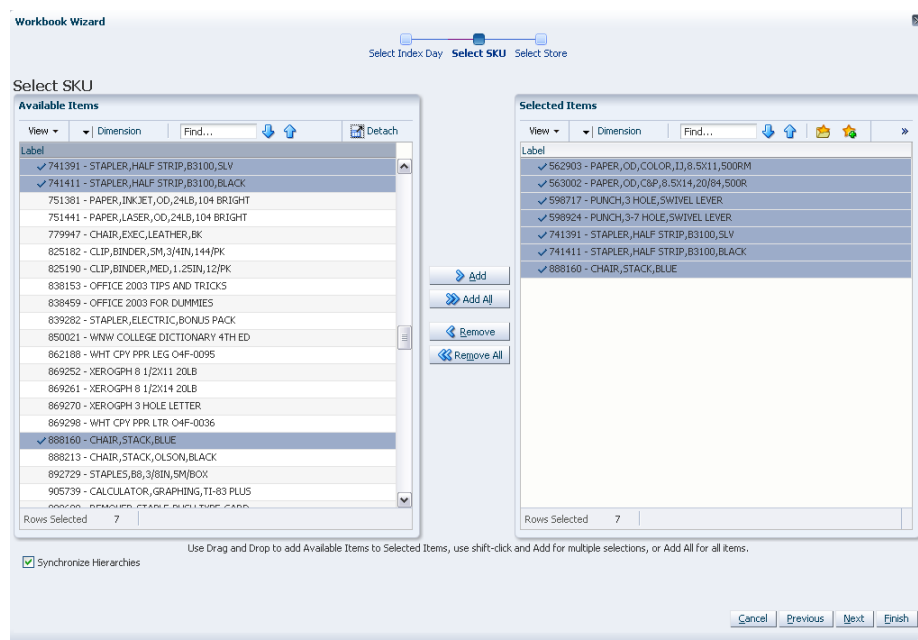 Workbook Wizard
Select Index Day Select SKU Select Store
Select SKU
Available Items
View Dimension Find... Detach
Label
741391 - STAPLER,HALF STRIP,B3100,SLV
741411 - STAPLER,HALF STRIP,B3100,BLACK
751381 - PAPER,INKJET,OD,24LB,104 BRIGHT
751441 - PAPER,LASER,OD,24LB,104 BRIGHT
779947 - CHAIR,EXEC,LEATHER,BK
825182 - CLIP,BINDER,SM,3/4IN,144/PK
825190 - CLIP,BINDER,MED,1.25IN,12/PK
838153 - OFFICE 2003 TIPS AND TRICKS
838459 - OFFICE 2003 FOR DUMMIES
839282 - STAPLER,ELECTRIC,BONUS PACK
850021 - WNW COLLEGE DICTIONARY 4TH ED
862188 - WHT CPY PPR LEG O4F-0095
869252 - XEROGPH 8 1/2X11 20LB
869261 - XEROGPH 8 1/2X14 20LB
869270 - XEROGPH 3 HOLE LETTER
869298 - WHT CPY PPR LTR O4F-0036
888160 - CHAIR,STACK,BLUE
888213 - CHAIR,STACK,OLSON,BLACK
892729 - STAPLES,B8,3/8IN,5M/BOX
905739 - CALCULATOR,GRAPHING,TI-83 PLUS
Rows Selected 7
Add
Add All
Remove
Remove All
Selected Items
View Dimension Find... »
Label
562903 - PAPER,OD,COLOR,IJ,8.5X11,500RM
563002 - PAPER,OD,C&P,8.5X14,20/84,500R
598717 - PUNCH,3 HOLE,SWIVEL LEVER
598924 - PUNCH,3-7 HOLE,SWIVEL LEVER
741391 - STAPLER,HALF STRIP,B3100,SLV
741411 - STAPLER,HALF STRIP,B3100,BLACK
888160 - CHAIR,STACK,BLUE
Rows Selected 7
Use Drag and Drop to add Available Items to Selected Items, use shift-click and Add for multiple selections, or Add All for all items.
Synchronize Hierarchies
Cancel Previous Next Finish